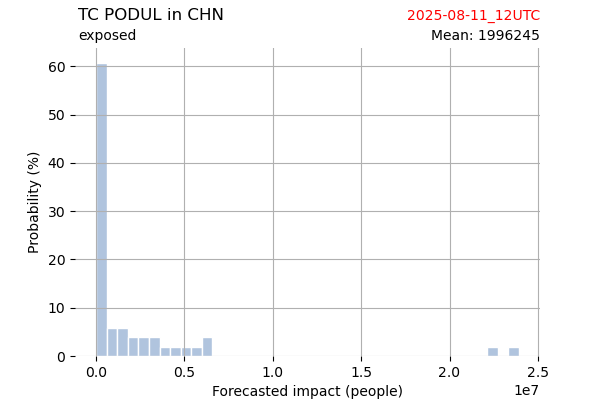 TC PODUL in CHN
2025-08-11_12UTC
exposed
Mean: 1996245
Probability (%)
60
50
40
30
20
10
0
0.0 0.5 1.0 1.5 2.0 2.5
1e7
Forecasted impact (people)